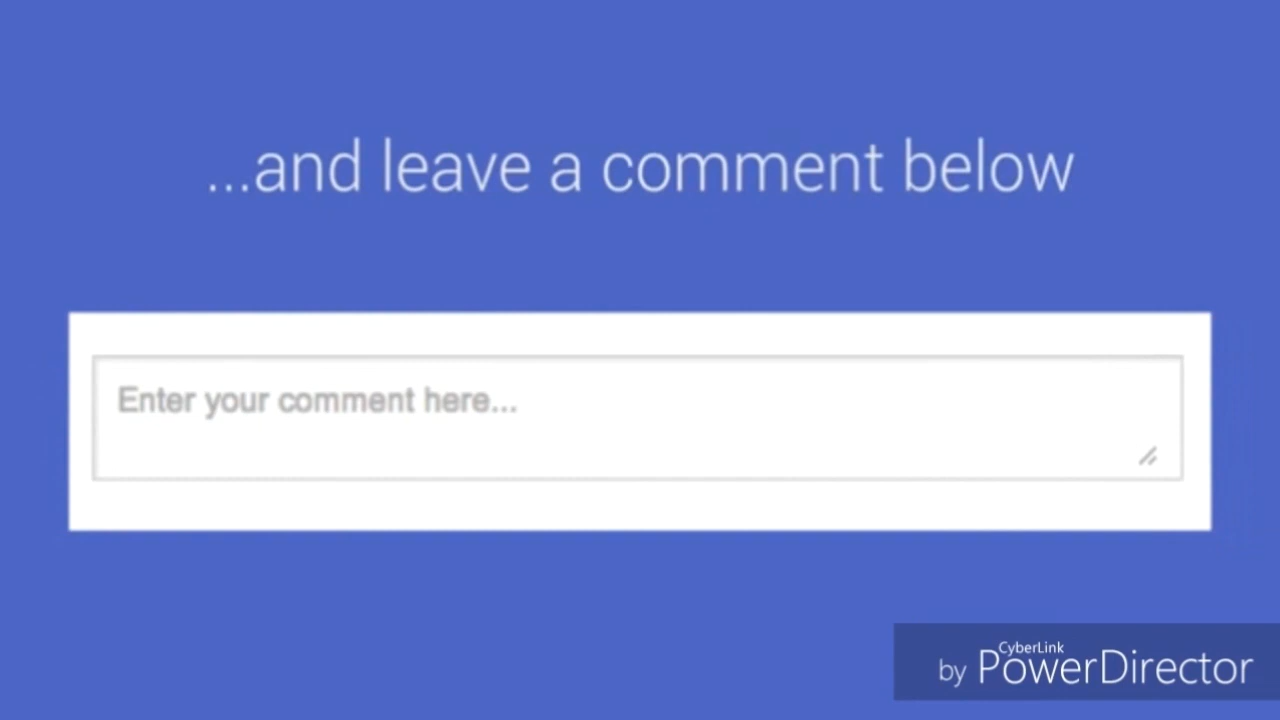 ...and leave a comment below
Enter your comment here...
CyberLink
by PowerDirector